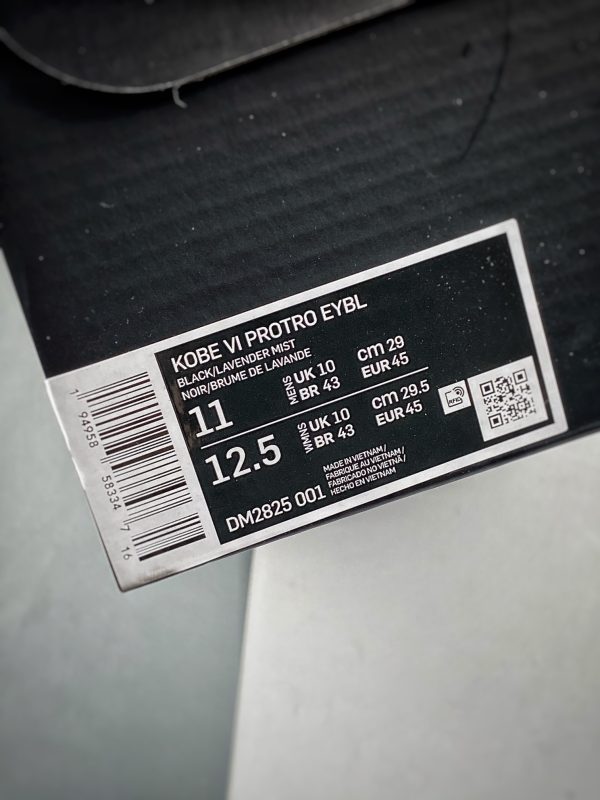 KOBE VI PROTRO EYBL
BLACK/LAVENDER MIST
NOIR/BRUME DE LAVANDE
11
MENS
UK 10
BR 43
cm 29
EUR 45
12.5
WMNS
UK 10
BR 43
cm 29.5
EUR 45
DM2825 001
MADE IN VIETNAM /
FABRIQUE AU VIETNAM /
FABRICADO NO VIETNÃ /
HECHO EN VIETNAM
1 94958 58334 7 16